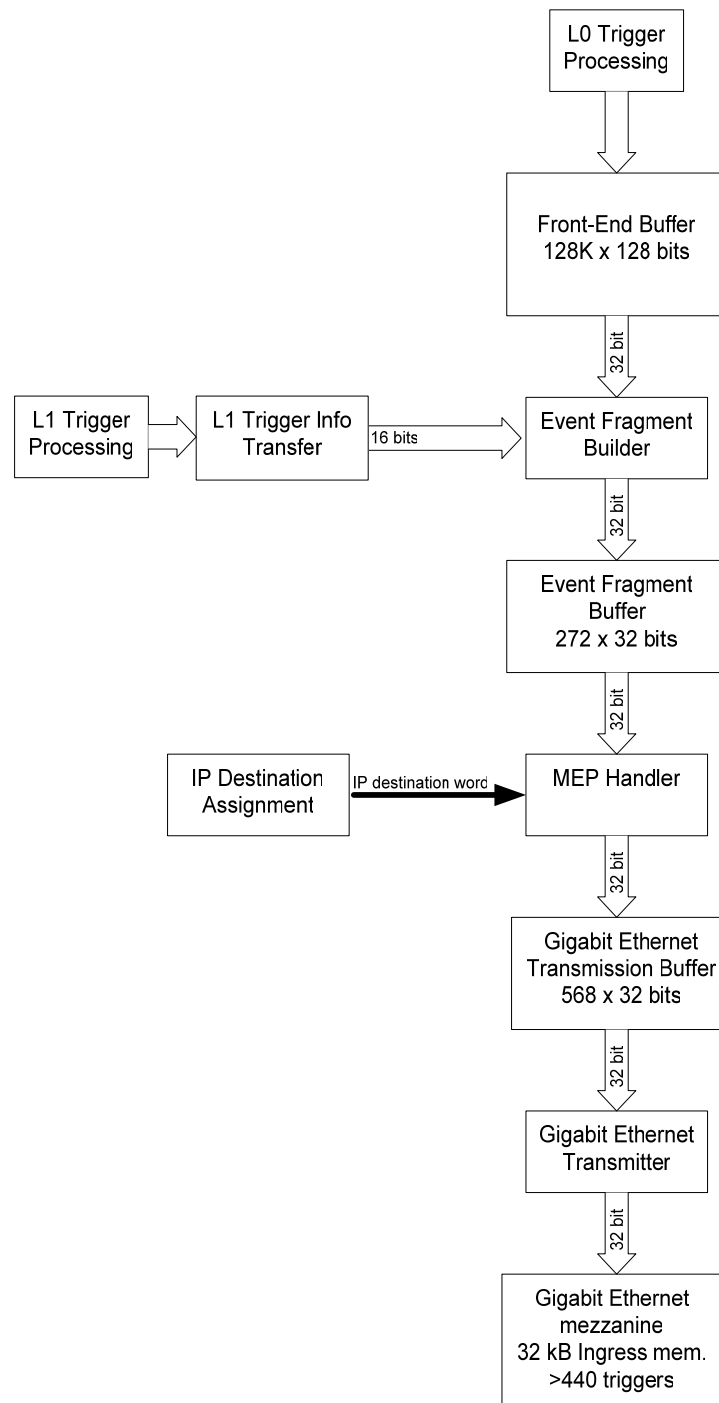 L0 Trigger
Processing
Front-End Buffer
128K x 128 bits
32 bit
L1 Trigger
Processing
L1 Trigger Info
Transfer
16 bits
Event Fragment
Builder
32 bit
Event Fragment
Buffer
272 x 32 bits
32 bit
IP Destination
Assignment
IP destination word
MEP Handler
32 bit
Gigabit Ethernet
Transmission Buffer
568 x 32 bits
32 bit
Gigabit Ethernet
Transmitter
32 bit
Gigabit Ethernet
mezzanine
32 kB Ingress mem.
>440 triggers